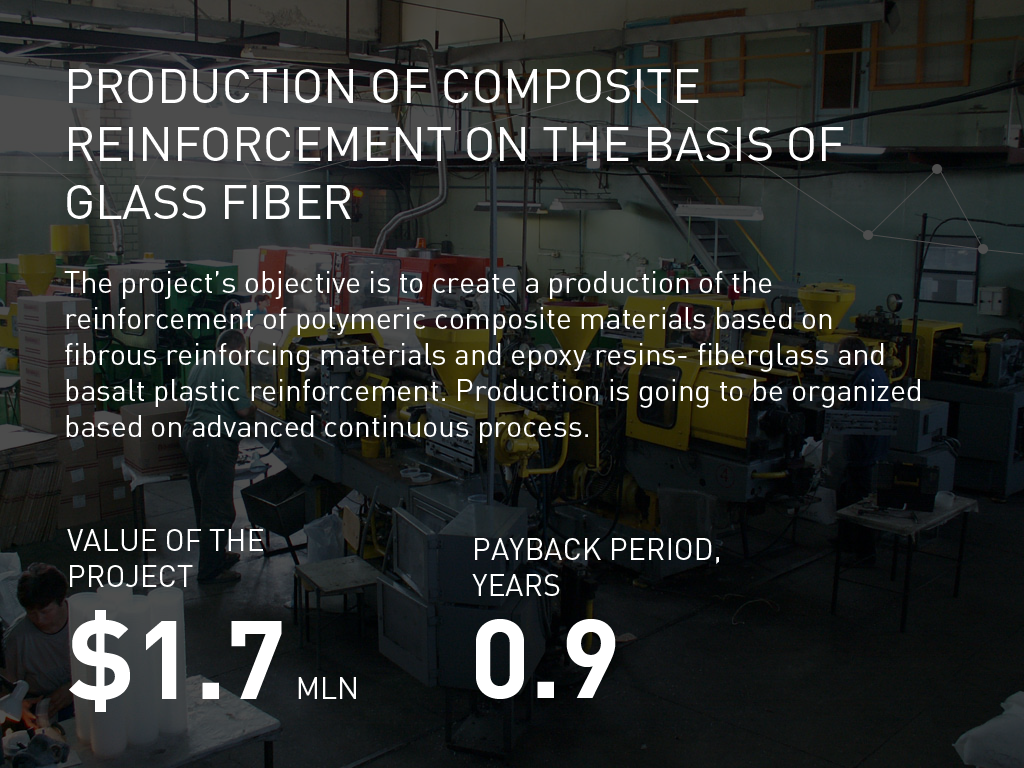 PRODUCTION OF COMPOSITE
REINFORCEMENT ON THE BASIS OF
GLASS FIBER
The project's objective is to create a production of the
reinforcement of polymeric composite materials based on
fibrous reinforcing materials and epoxy resins- fiberglass and
basalt plastic reinforcement. Production is going to be organized
based on advanced continuous process.
VALUE OF THE
PROJECT
$1.7 MLN
PAYBACK PERIOD,
YEARS
0.9